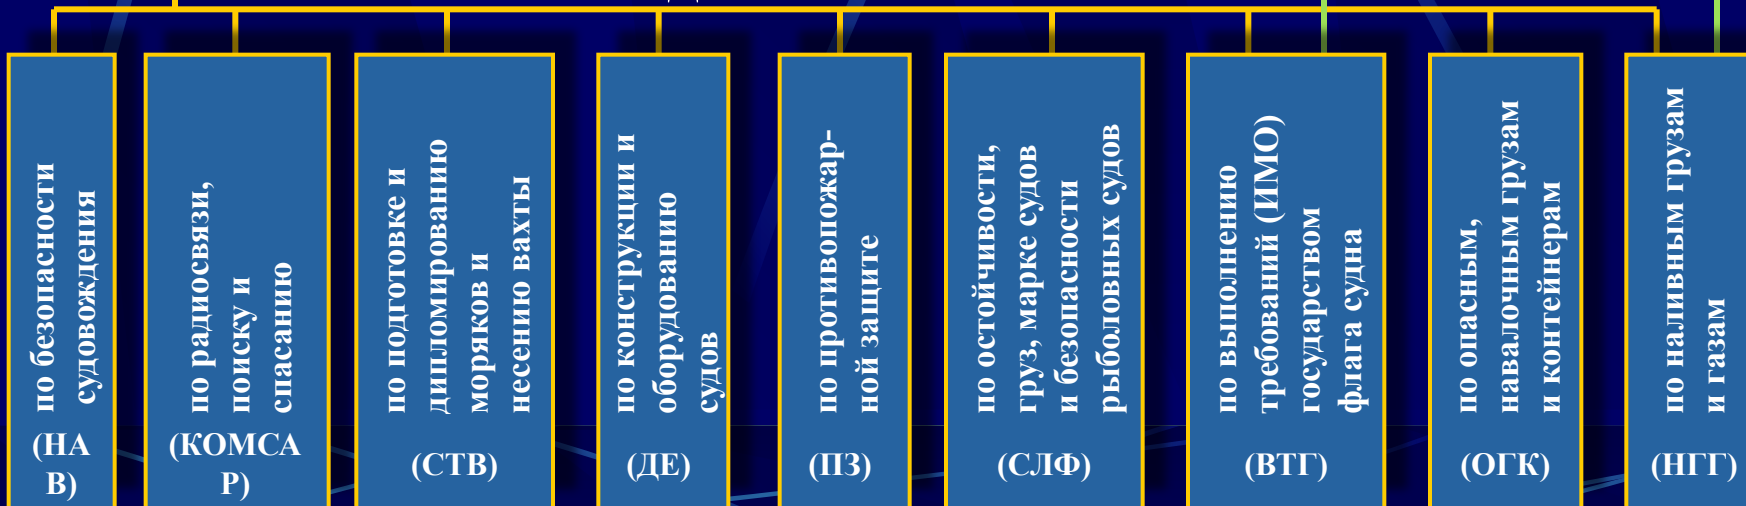 по безопасности
судовождения
(НА
В)
по радиосвязи,
поиску и
спасанию
(КОМСА
Р)
по подготовке и
дипломированию
моряков и
несению вахты
(СТВ)
по конструкции и
оборудованию
судов
(ДЕ)
по противопожар-
ной защите
(ПЗ)
по остойчивости,
груз, марке судов
и безопасности
рыболовных судов
(СЛФ)
по выполнению
требований (ИМО)
государством
флага судна
(ВТГ)
по опасным,
навалочным грузам
и контейнерам
(ОГК)
по наливным грузам
и газам
(НГГ)